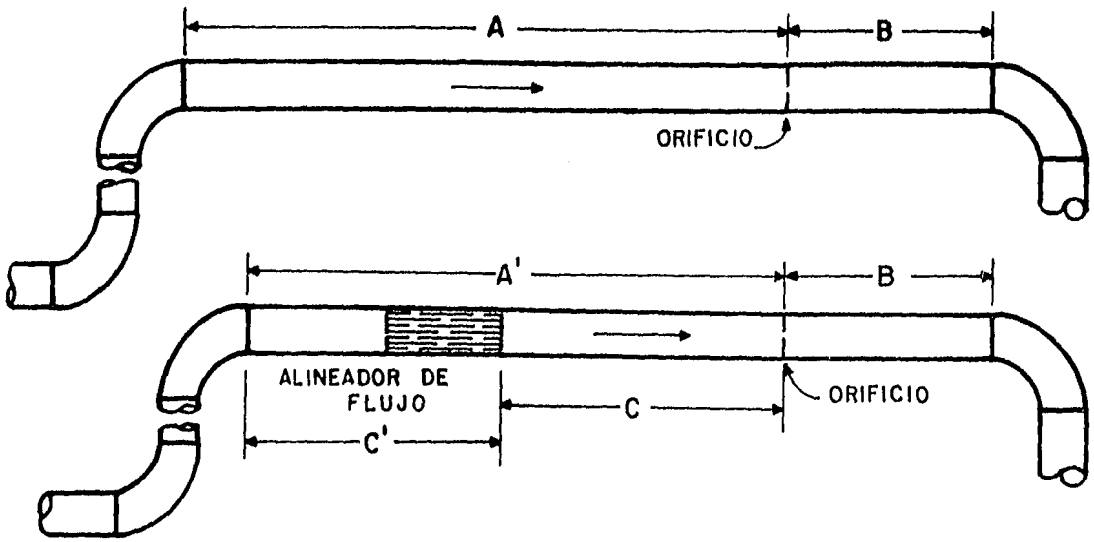 A
B
ORIFICIO
A'
B
ALINEADOR DE
FLUJO
C
ORIFICIO
C'